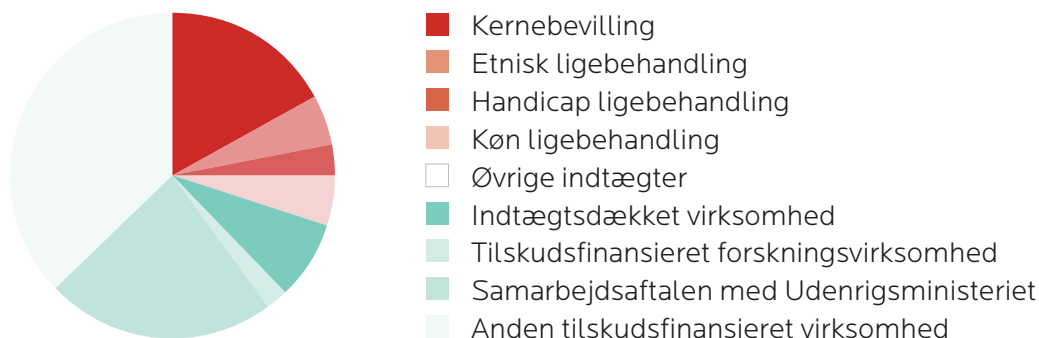 Kernebevilling
Etnisk ligebehandling
Handicap ligebehandling
Køn ligebehandling
Øvrige indtægter
Indtægtsdækket virksomhed
Tilskudsfinansieret forskningsvirksomhed
Samarbejdsaftalen med Udenrigsministeriet
Anden tilskudsfinansieret virksomhed